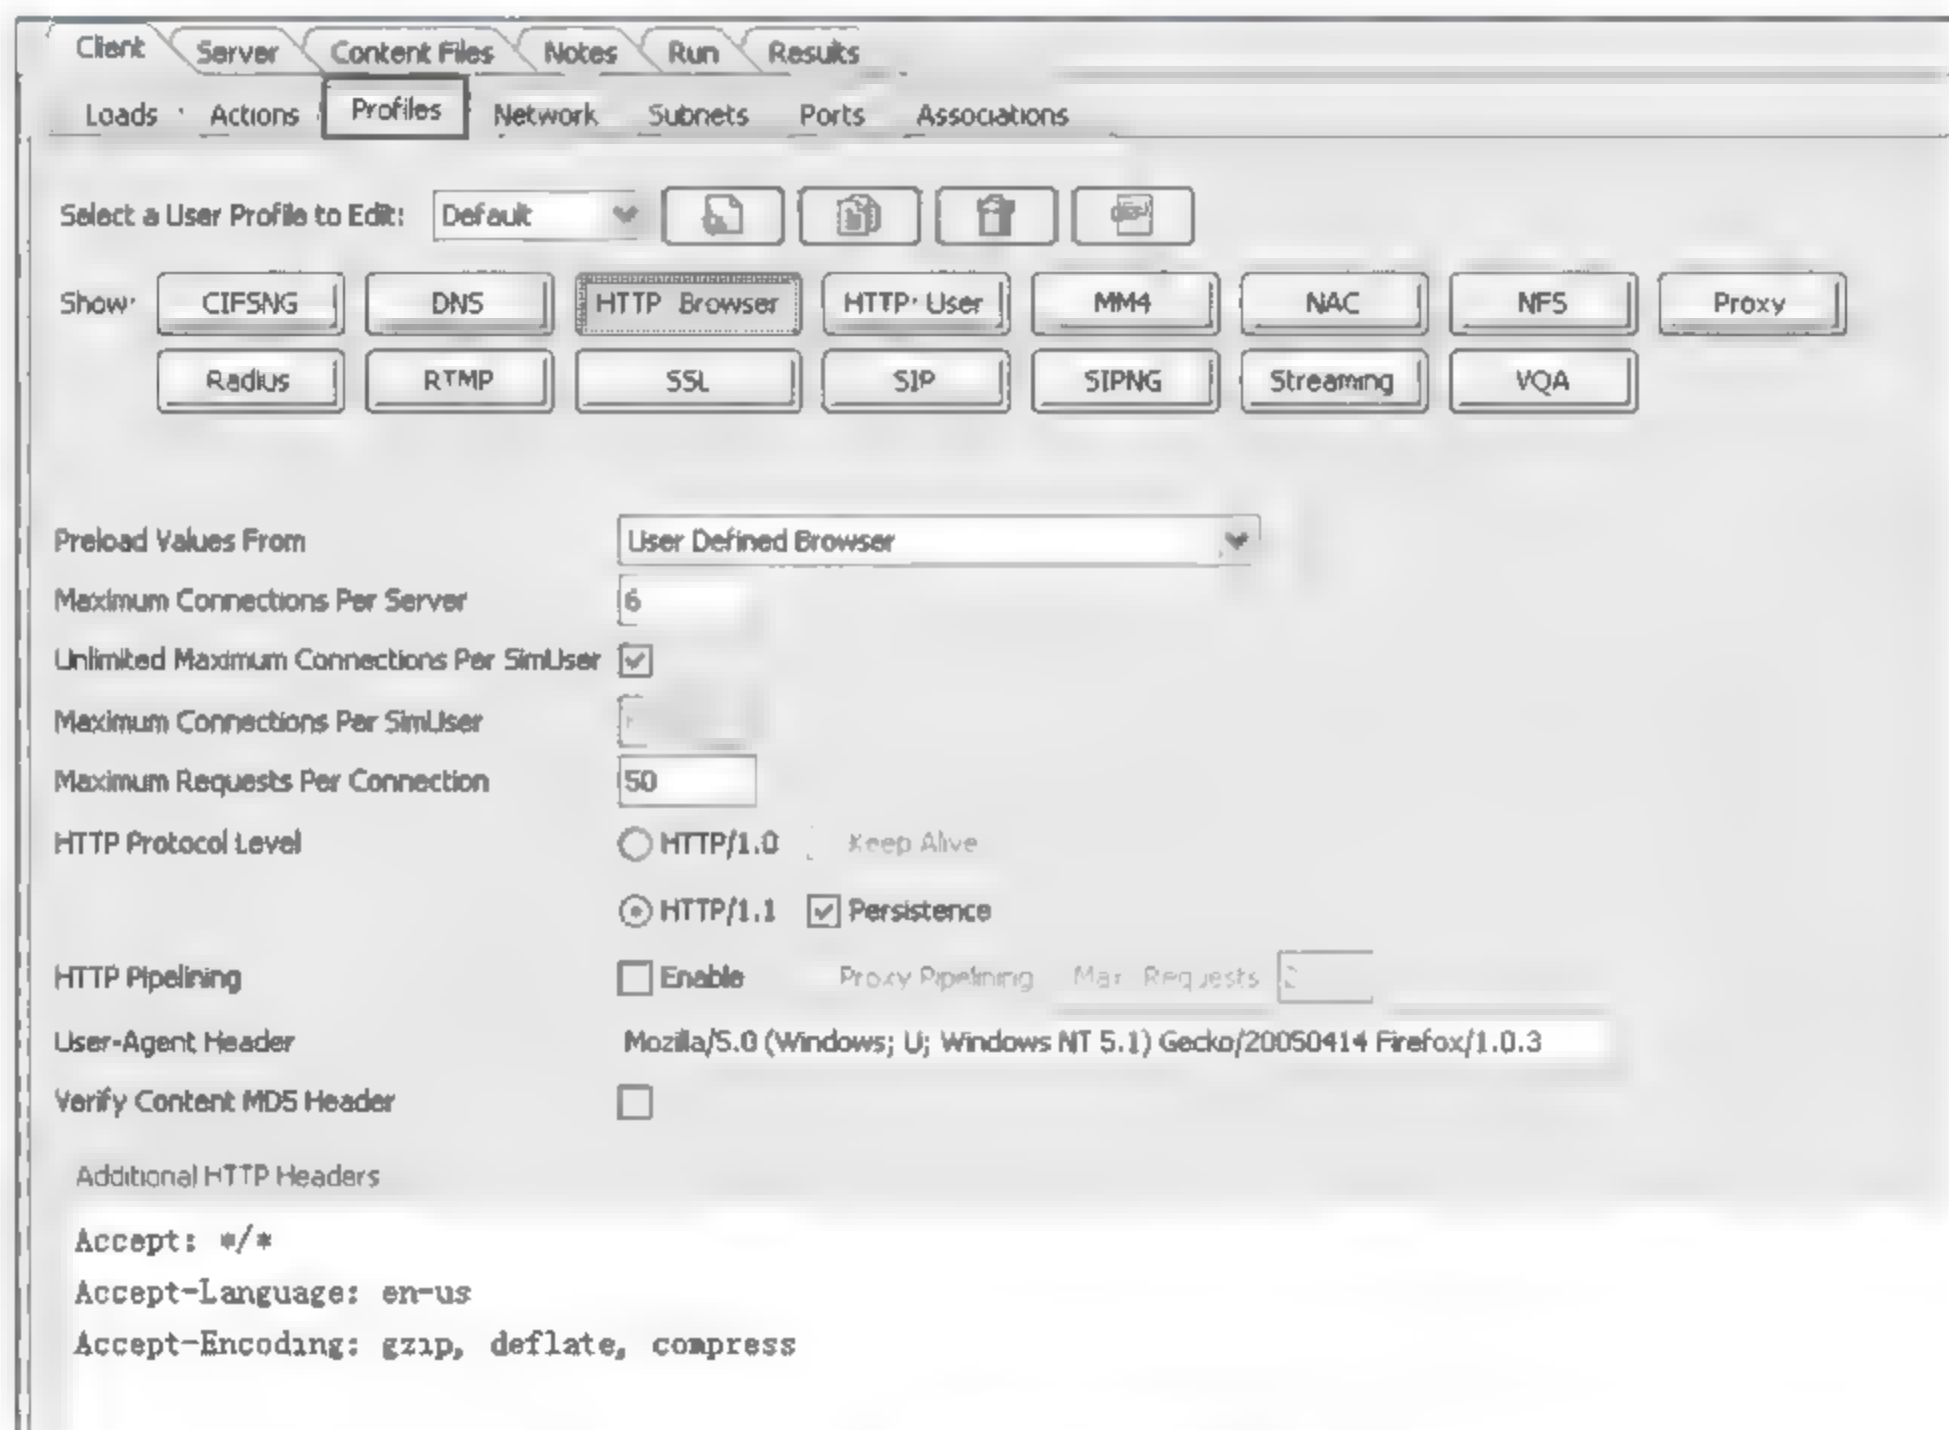 Client Server Content Files Notes Run Results
Loads Actions Profiles Network Subnets Ports Associations
Select a User Profile to Edit: Default
Show: CIFSNG DNS HTTP Browser HTTP User MM4 NAC NFS Proxy
Radius RTMP SSL SIP SIPNG Streaming VQA
Preload Values From User Defined Browser
Maximum Connections Per Server 6
Unlimited Maximum Connections Per SimUser
Maximum Connections Per SimUser
Maximum Requests Per Connection 50
HTTP Protocol Level HTTP/1.0 Keep Alive
HTTP/1.1 Persistence
HTTP Pipelining Enable Proxy Pipelining Max Requests
User-Agent Header Mozilla/5.0 (Windows; U; Windows NT 5.1) Gecko/20050414 Firefox/1.0.3
Verify Content MD5 Header
Additional HTTP Headers
Accept: */*
Accept-Language: en-us
Accept-Encoding: gzip, deflate, compress